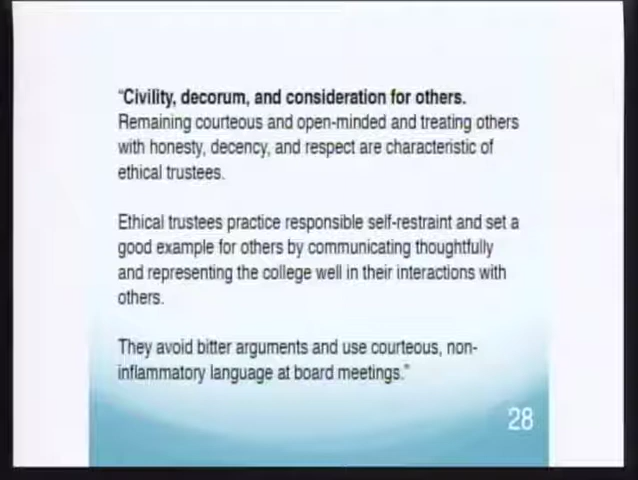 “Civility, decorum, and consideration for others.
Remaining courteous and open-minded and treating others
with honesty, decency, and respect are characteristic of
ethical trustees.
Ethical trustees practice responsible self-restraint and set a
good example for others by communicating thoughtfully
and representing the college well in their interactions with
others.
They avoid bitter arguments and use courteous, non-
inflammatory language at board meetings.”
28